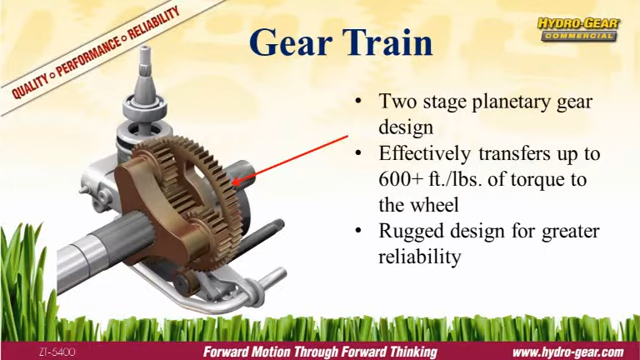 QUALITY ○ PERFORMANCE ○ RELIABILITY
HYDRO-GEAR
COMMERCIAL
Gear Train
• Two stage planetary gear
design
• Effectively transfers up to
600+ ft./lbs. of torque to
the wheel
• Rugged design for greater
reliability
ZT-5400
Forward Motion Through Forward Thinking
www.hydro-gear.com